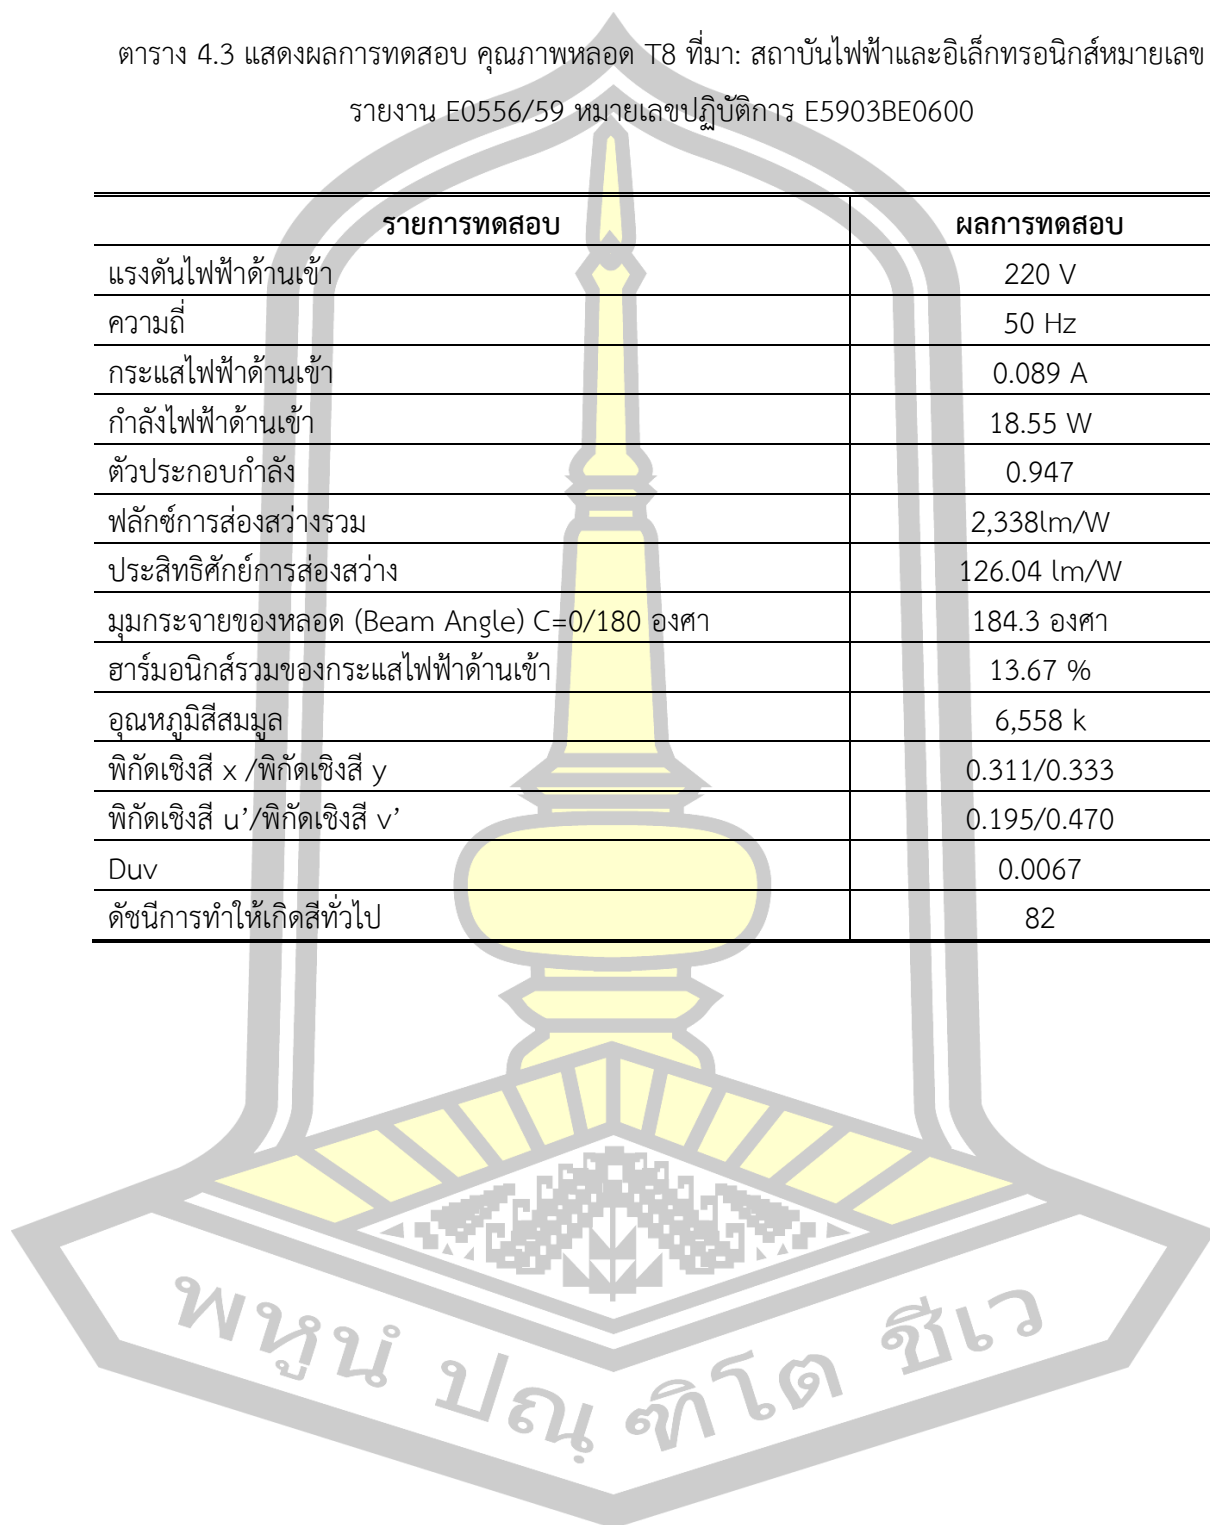 ตาราง 4.3 แสดงผลการทดสอบ คุณภาพหลอด T8 ที่มา: สถาบันไฟฟ้าและอิเล็กทรอนิกส์หมายเลข
รายงาน E0556/59 หมายเลขปฏิบัติการ E5903BE0600
รายการทดสอบ ผลการทดสอบ
แรงดันไฟฟ้าด้านเข้า 220 V
ความถี่ 50 Hz
กระแสไฟฟ้าด้านเข้า 0.089 A
กำลังไฟฟ้าด้านเข้า 18.55 W
ตัวประกอบกำลัง 0.947
ฟลักซ์การส่องสว่างรวม 2,338lm/W
ประสิทธิศักย์การส่องสว่าง 126.04 lm/W
มุมกระจายของหลอด (Beam Angle) C=0/180 องศา 184.3 องศา
ฮาร์มอนิกส์รวมของกระแสไฟฟ้าด้านเข้า 13.67 %
อุณหภูมิสีสมมูล 6,558 k
พิกัดเชิงสี x /พิกัดเชิงสี y 0.311/0.333
พิกัดเชิงสี u’/พิกัดเชิงสี v’ 0.195/0.470
Duv 0.0067
ดัชนีการทำให้เกิดสีทั่วไป 82
พหูนํ ปณฺฑิโต ชีเว